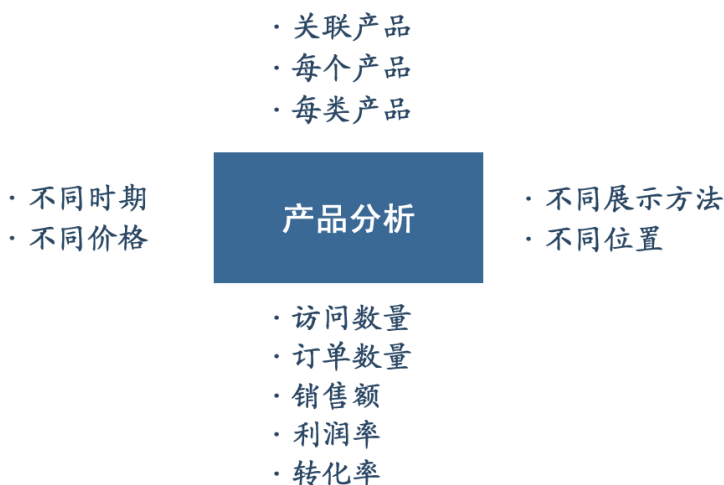 · 关联产品
· 每个产品
· 每类产品
· 不同时期
· 不同价格
产品分析
· 不同展示方法
· 不同位置
· 访问数量
· 订单数量
· 销售额
· 利润率
· 转化率